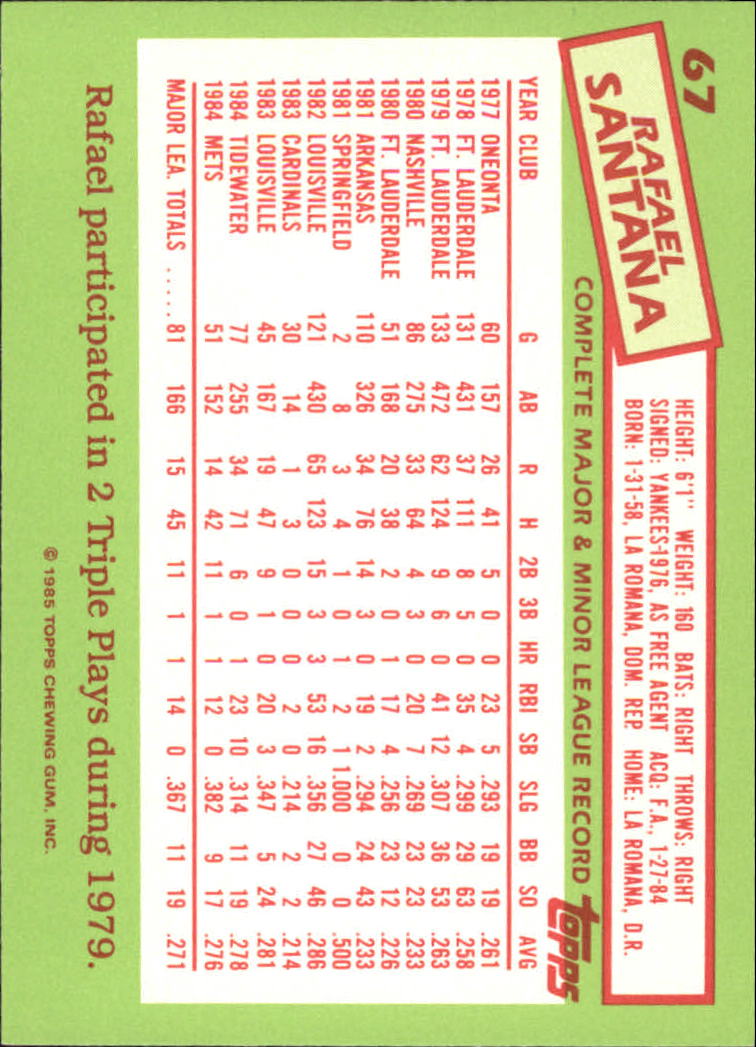 67
RAFAEL
SANTANA
HEIGHT: 6'1" WEIGHT: 160 BATS: RIGHT THROWS: RIGHT
SIGNED: YANKEES-1976, AS FREE AGENT ACQ: F.A., 1-27-84
BORN: 1-31-58, LA ROMANA, DOM. REP HOME: LA ROMANA, D.R.
COMPLETE MAJOR & MINOR LEAGUE RECORD topps
YEAR CLUB G AB R H 2B 3B HR RBI SB SLG BB SO AVG
1977 ONEONTA 60 157 26 41 5 0 0 23 5 .293 19 19 .261
1978 FT. LAUDERDALE 131 431 37 111 8 5 0 35 4 .299 29 63 .258
1979 FT. LAUDERDALE 133 472 62 124 9 6 0 41 12 .307 36 53 .263
1980 NASHVILLE 86 275 33 64 4 3 0 20 7 .269 23 23 .233
1980 FT. LAUDERDALE 51 168 20 38 2 0 1 17 4 .256 23 12 .226
1981 ARKANSAS 110 326 34 76 14 3 0 19 2 .294 24 43 .233
1981 SPRINGFIELD 2 8 3 4 1 0 1 2 1 1.000 0 0 .500
1982 LOUISVILLE 121 430 65 123 15 3 3 53 16 .356 27 46 .286
1983 CARDINALS 30 14 1 3 0 0 0 2 0 .214 2 2 .214
1983 LOUISVILLE 45 167 19 47 9 1 0 20 3 .347 5 24 .281
1984 TIDEWATER 77 255 34 71 6 0 1 23 10 .314 11 19 .278
1984 METS 51 152 14 42 11 1 1 12 0 .382 9 17 .276
MAJOR LEA. TOTALS ..... 81 166 15 45 11 1 1 14 0 .367 11 19 .271
Rafael participated in 2 Triple Plays during 1979.
© 1985 TOPPS CHEWING GUM, INC.